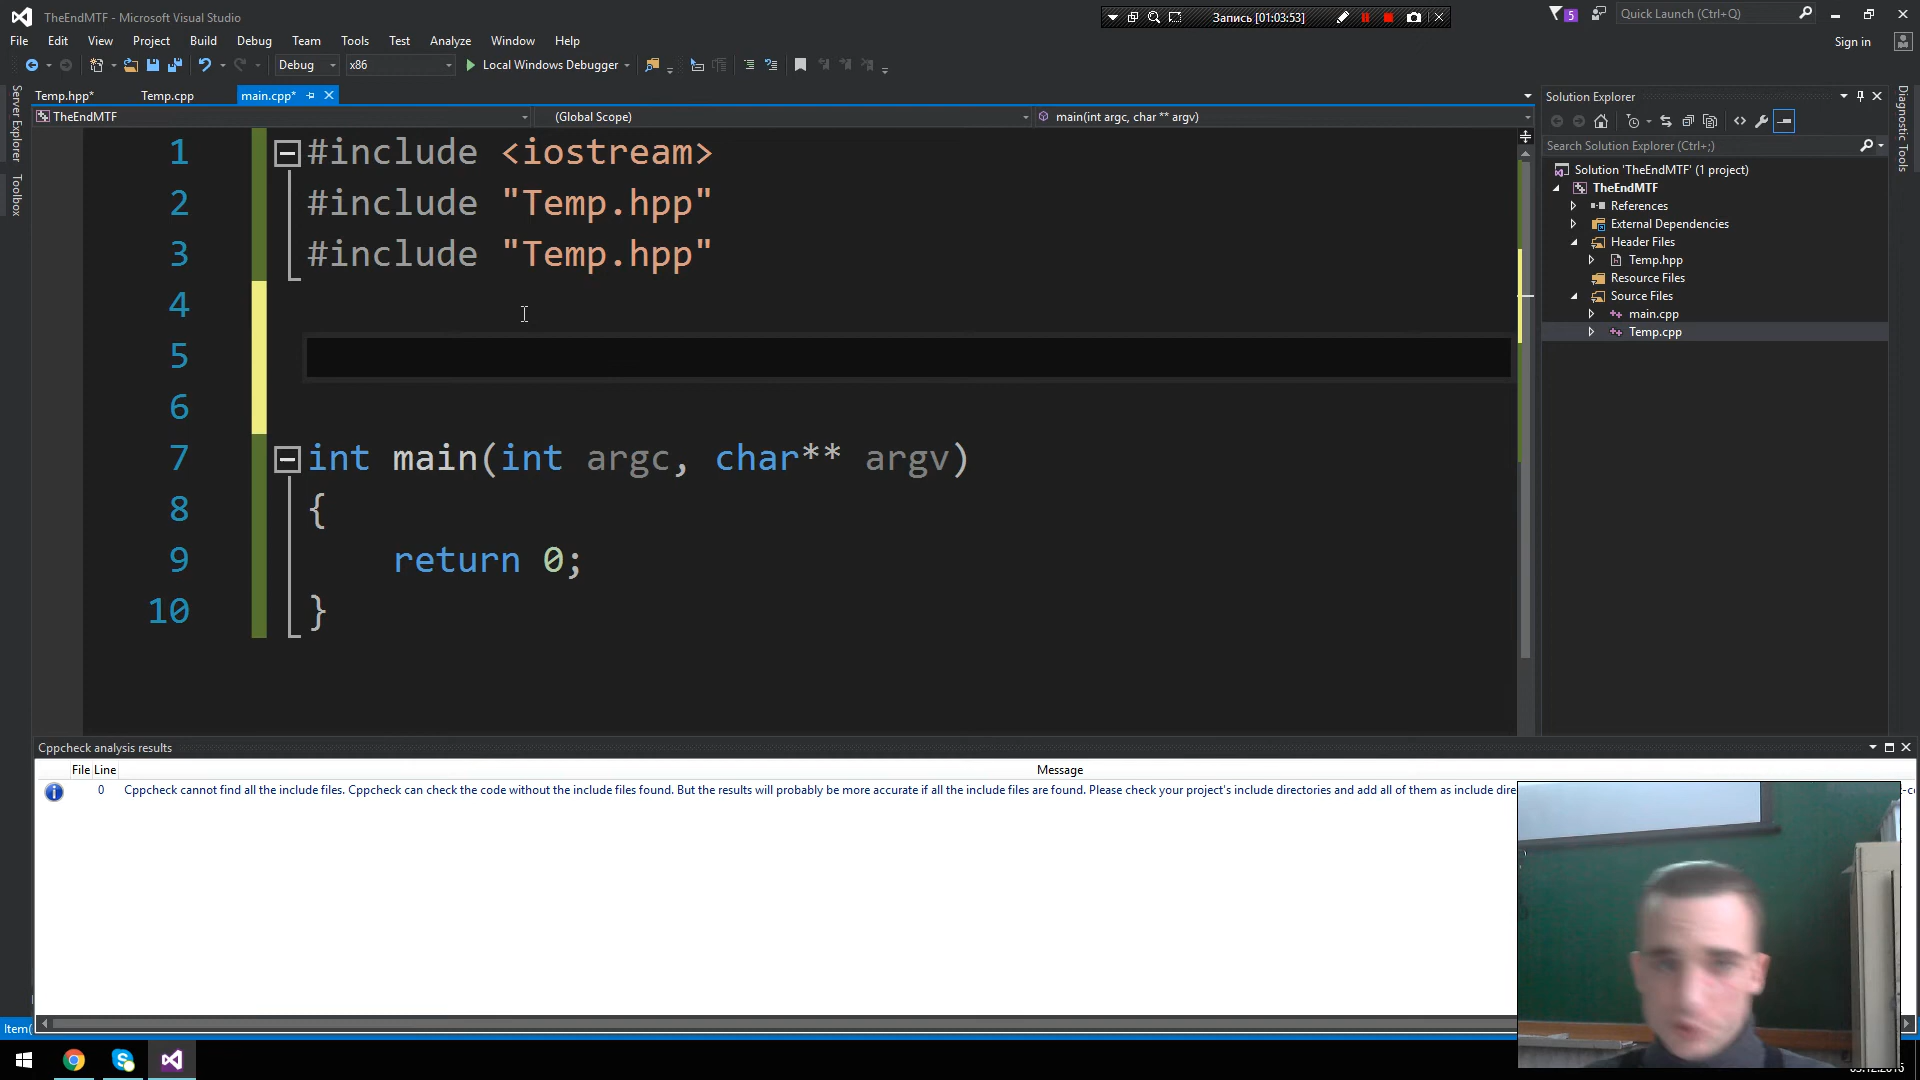 TheEndMTF - Microsoft Visual Studio
Запись [01:03:53]
5
Quick Launch (Ctrl+Q)
File Edit View Project Build Debug Team Tools Test Analyze Window Help
Sign in
Debug x86 Local Windows Debugger
Server Explorer
Toolbox
Temp.hpp* Temp.cpp main.cpp*
TheEndMTF (Global Scope) main(int argc, char ** argv)
1 #include <iostream>
2 #include "Temp.hpp"
3 #include "Temp.hpp"
4
5
6
7 int main(int argc, char** argv)
8 {
9 return 0;
10 }
Solution Explorer
Search Solution Explorer (Ctrl+;)
Solution 'TheEndMTF' (1 project)
TheEndMTF
References
External Dependencies
Header Files
Temp.hpp
Resource Files
Source Files
main.cpp
Temp.cpp
Diagnostic Tools
Cppcheck analysis results
File Line Message
0 Cppcheck cannot find all the include files. Cppcheck can check the code without the include files found. But the results will probably be more accurate if all the include files are found. Please check your project's include directories and add all of them as include dire
Item(